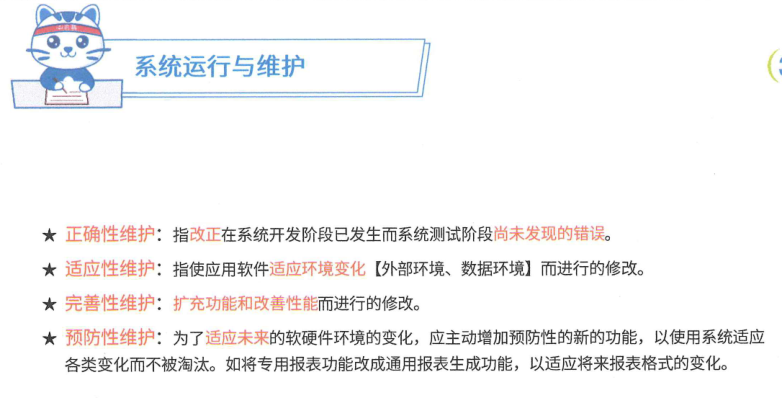 系统运行与维护
★ 正确性维护：指改正在系统开发阶段已发生而系统测试阶段尚未发现的错误。
★ 适应性维护：指使应用软件适应环境变化【外部环境、数据环境】而进行的修改。
★ 完善性维护：扩充功能和改善性能而进行的修改。
★ 预防性维护：为了适应未来的软硬件环境的变化，应主动增加预防性的新的功能，以使用系统适应
各类变化而不被淘汰。如将专用报表功能改成通用报表生成功能，以适应将来报表格式的变化。